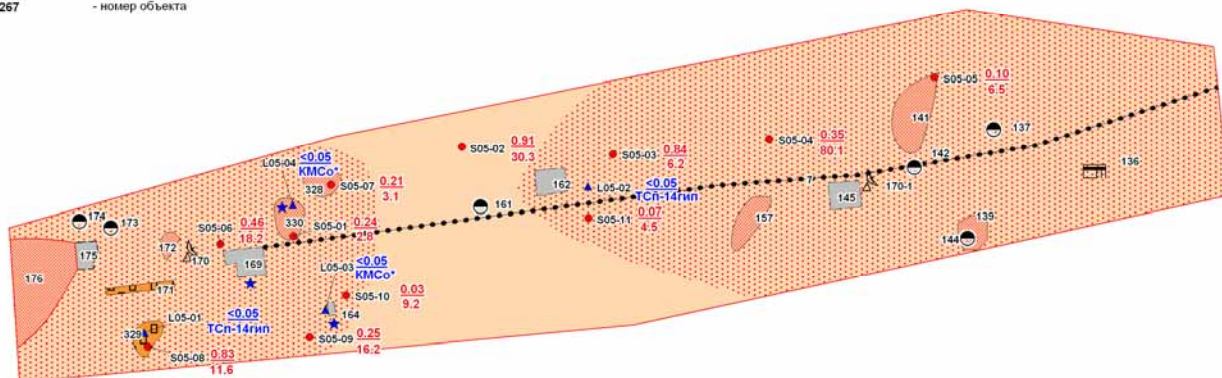 267 - номер объекта
S05-05 0.10
6.5
141
137
S05-02 0.91
30.3
S05-04 0.35
80.1
S05-03 0.84
6.2
142
136
L05-04 <0.05
КМСо*
328 S05-07 0.21
3.1
162 L05-02 <0.05
ТСп-14гип
7
170-1
145
174
173
161
330 S05-01 0.24
2.8
S05-11 0.07
4.5
157
139
144
S05-06 0.46
18.2
172
170
175
169
176
171
L05-03 <0.05
КМСо*
S05-10 0.03
9.2
164
L05-01
<0.05
ТСп-14гип
329
S05-09 0.25
16.2
S05-08 0.83
11.6